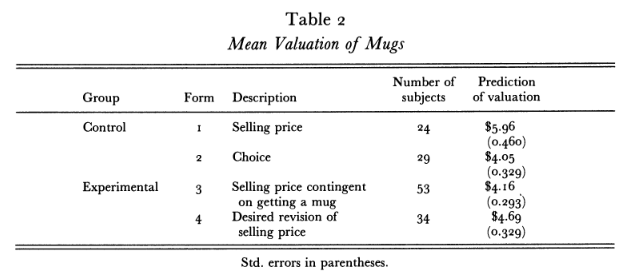 Table 2
Mean Valuation of Mugs
Number of Prediction
Group Form Description subjects of valuation
Control 1 Selling price 24 $5.96
(0.460)
2 Choice 29 $4.05
(0.329)
Experimental 3 Selling price contingent 53 $4.16
on getting a mug (0.293)
4 Desired revision of 34 $4.69
selling price (0.329)
Std. errors in parentheses.